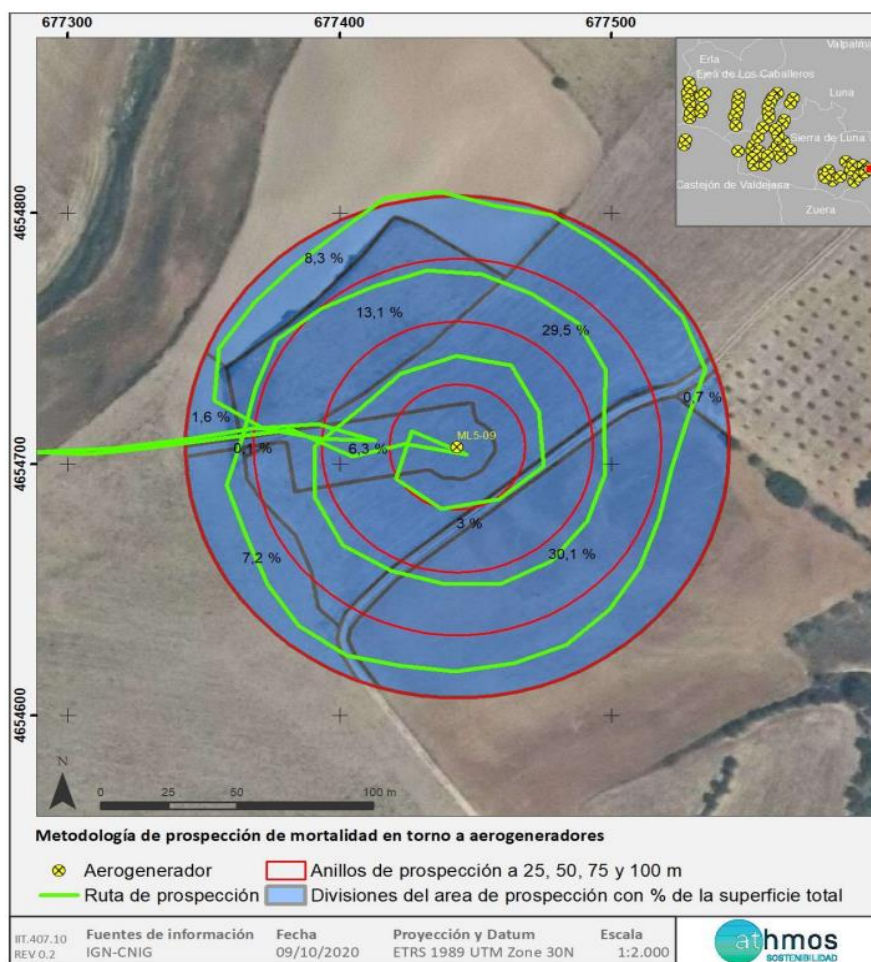 677300 677400 677500
Valpalmas
Erla
Ejea de Los Caballeros
Luna
Sierra de Luna
Castejón de Valdejasa
Zuera
4654800
8,3 %
13,1 %
29,5 %
1,6 %
0,7 %
ML5-09
4654700
0,1 %
6,3 %
3 %
7,2 %
30,1 %
4654600
N
0 25 50 100 m
Metodología de prospección de mortalidad en torno a aerogeneradores
Aerogenerador Anillos de prospección a 25, 50, 75 y 100 m
Ruta de prospección Divisiones del area de prospección con % de la superficie total
IIT.407.10 Fuentes de información Fecha Proyección y Datum Escala
REV 0.2 IGN-CNIG 09/10/2020 ETRS 1989 UTM Zone 30N 1:2.000
athmos
SOSTENIBILIDAD